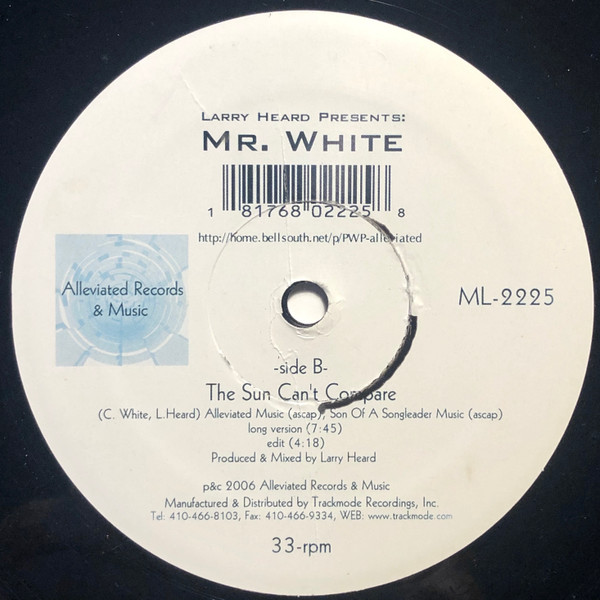 Larry Heard Presents:
Mr. White
1 81768 02225 8
http://home.bellsouth.net/p/PWP-alleviated
Alleviated Records
& Music
ML-2225
-side B-
The Sun Can't Compare
(C. White, L.Heard) Alleviated Music (ascap), Son Of A Songleader Music (ascap)
long version (7:45)
edit (4:18)
Produced & Mixed by Larry Heard
p&c 2006 Alleviated Records & Music
Manufactured & Distributed by Trackmode Recordings, Inc.
Tel: 410-466-8103, Fax: 410-466-9334, WEB: www.trackmode.com
33-rpm